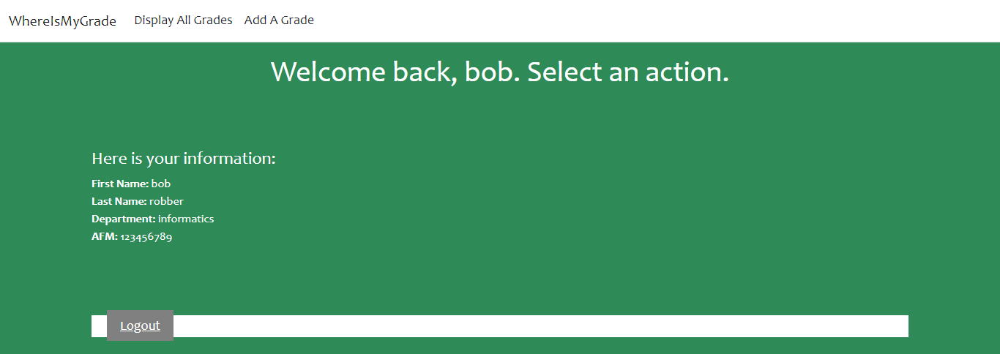 WhereIsMyGrade Display All Grades Add A Grade
Welcome back, bob. Select an action.
Here is your information:
First Name: bob
Last Name: robber
Department: informatics
AFM: 123456789
Logout